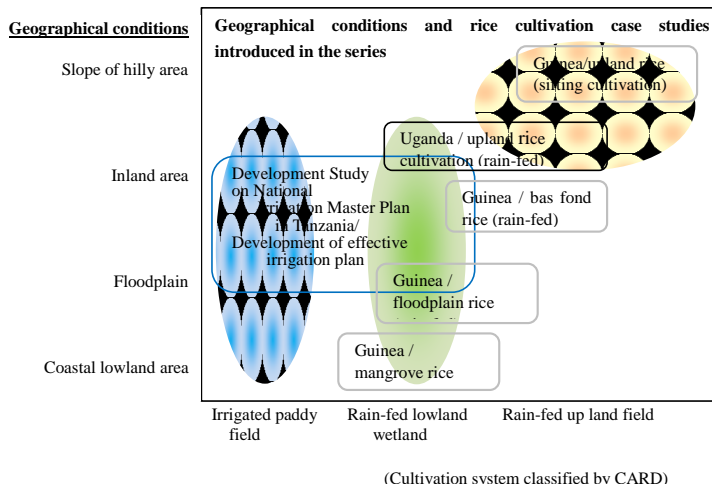 Geographical conditions
Geographical conditions and rice cultivation case studies
introduced in the series
Slope of hilly area
Guinea/upland rice
(sifting cultivation)
Uganda / upland rice
cultivation (rain-fed)
Inland area
Development Study
on National
Irrigation Master Plan
in Tanzania/
Development of effective
irrigation plan
Guinea / bas fond
rice (rain-fed)
Floodplain
Guinea /
floodplain rice
Coastal lowland area
Guinea /
mangrove rice
Irrigated paddy
field
Rain-fed lowland
wetland
Rain-fed up land field
(Cultivation system classified by CARD)